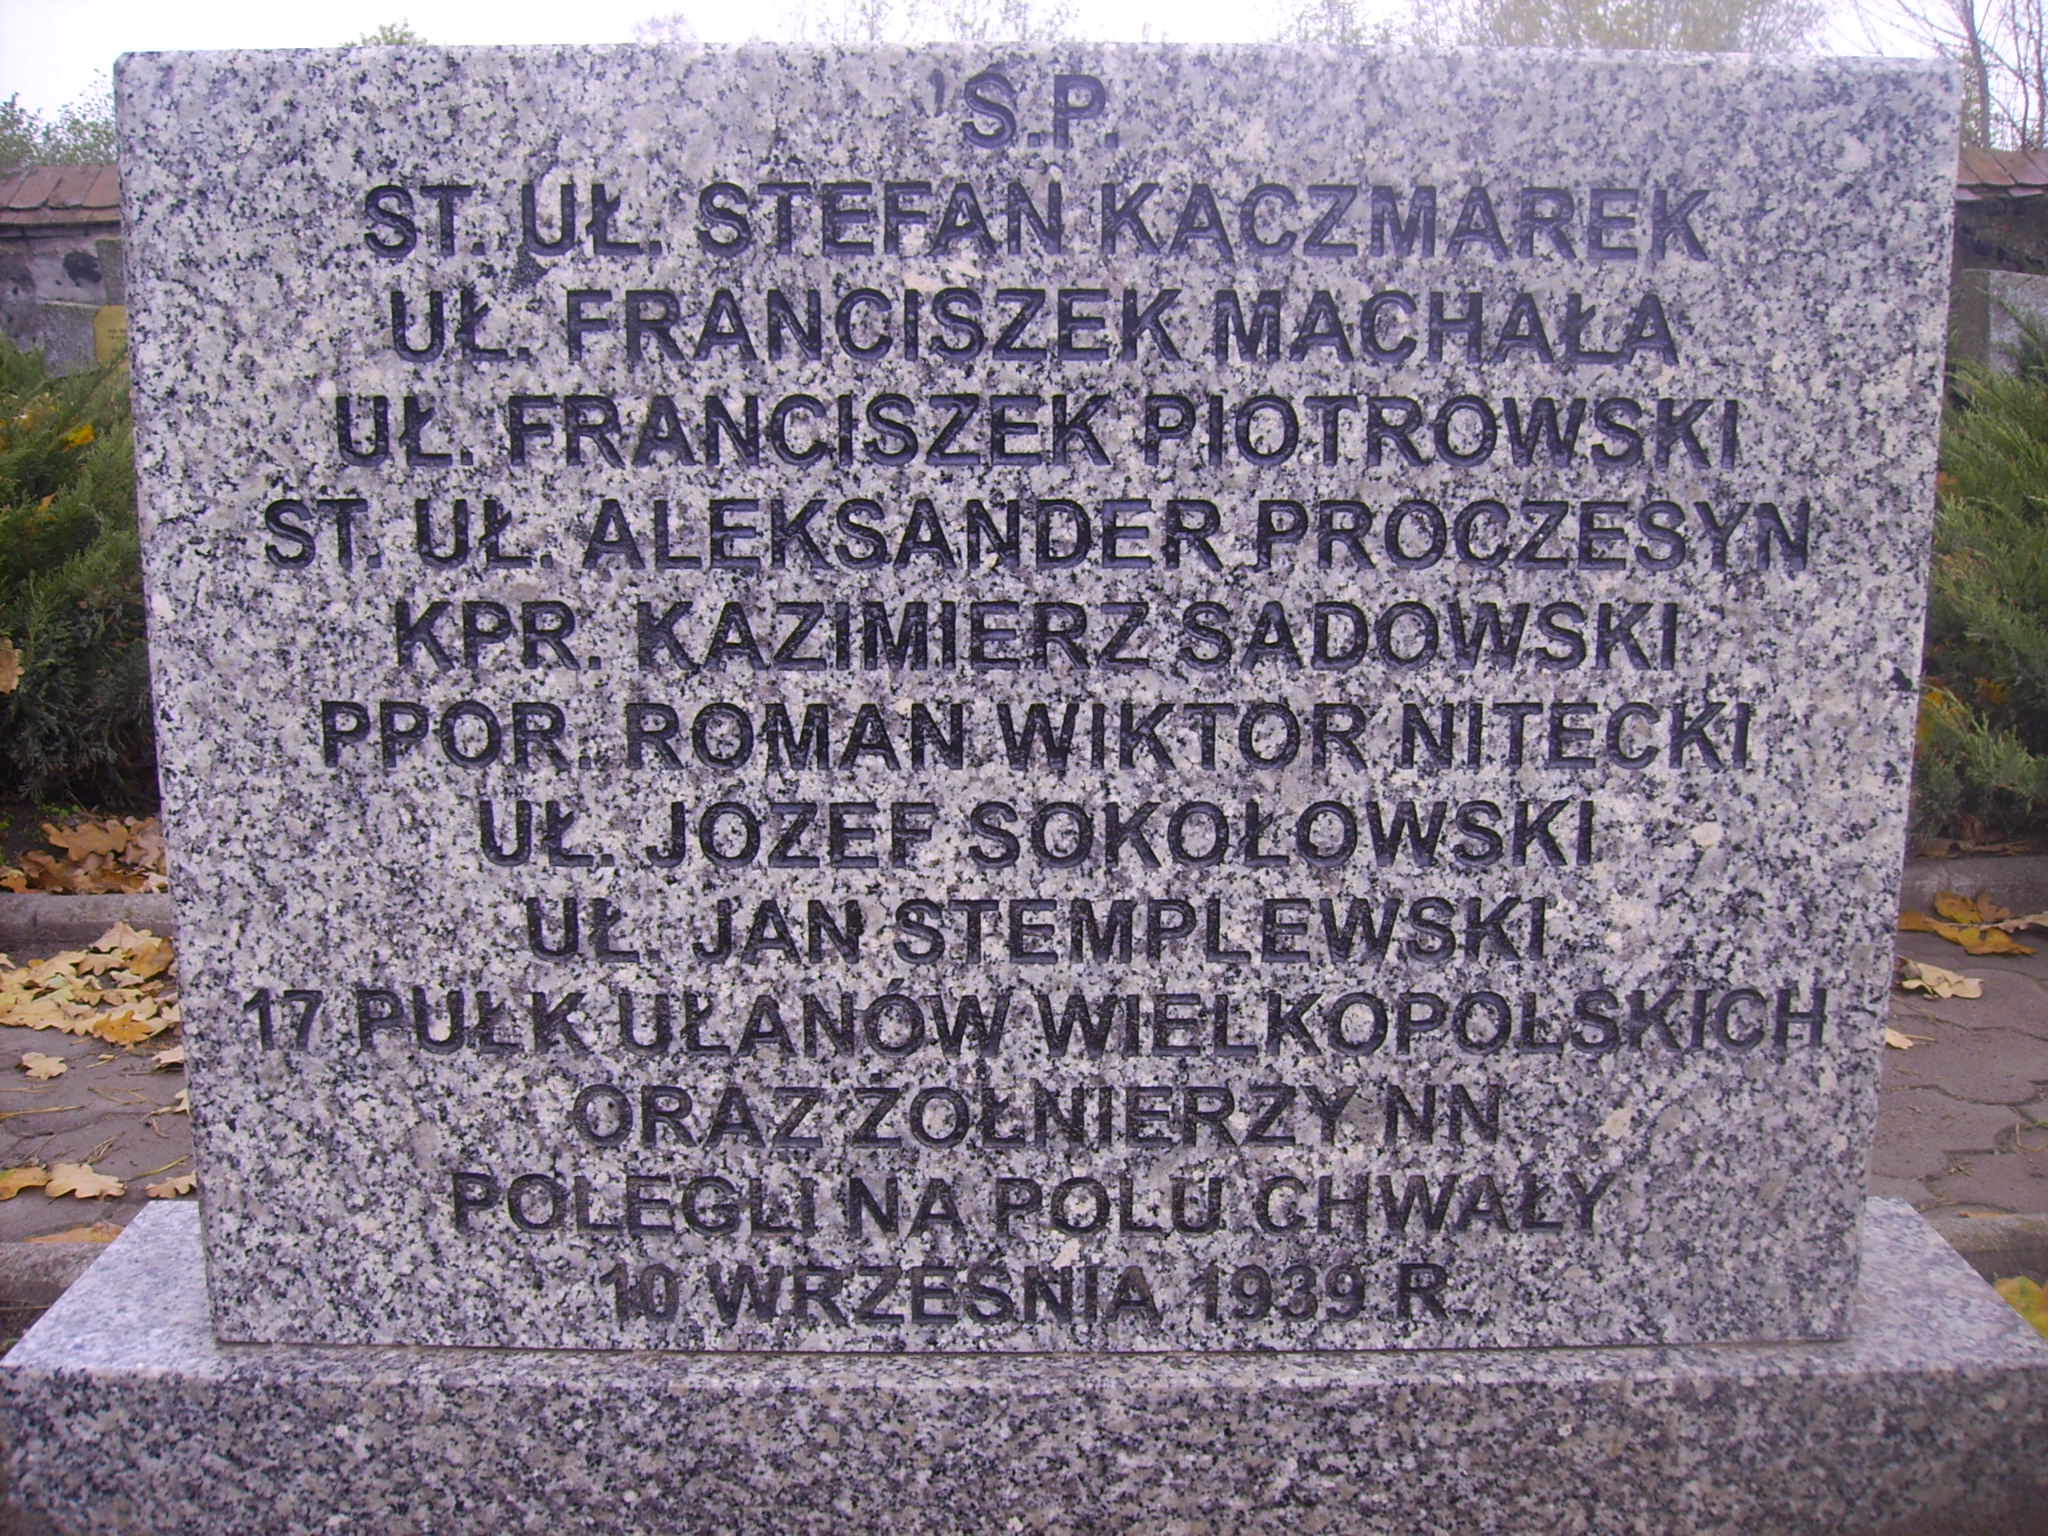 'S.P.
ST. UŁ. STEFAN KACZMAREK
UŁ. FRANCISZEK MACHAŁA
UŁ. FRANCISZEK PIOTROWSKI
ST. UŁ. ALEKSANDER PROCZESYN
KPR. KAZIMIERZ SADOWSKI
PPOR. ROMAN WIKTOR NITECKI
UŁ. JÓZEF SOKOŁOWSKI
UŁ. JAN STEMPLEWSKI
17 PUŁK UŁANÓW WIELKOPOLSKICH
ORAZ ŻOŁNIERZY NN
POLEGLI NA POLU CHWAŁY
10 WRZEŚNIA 1939 R.